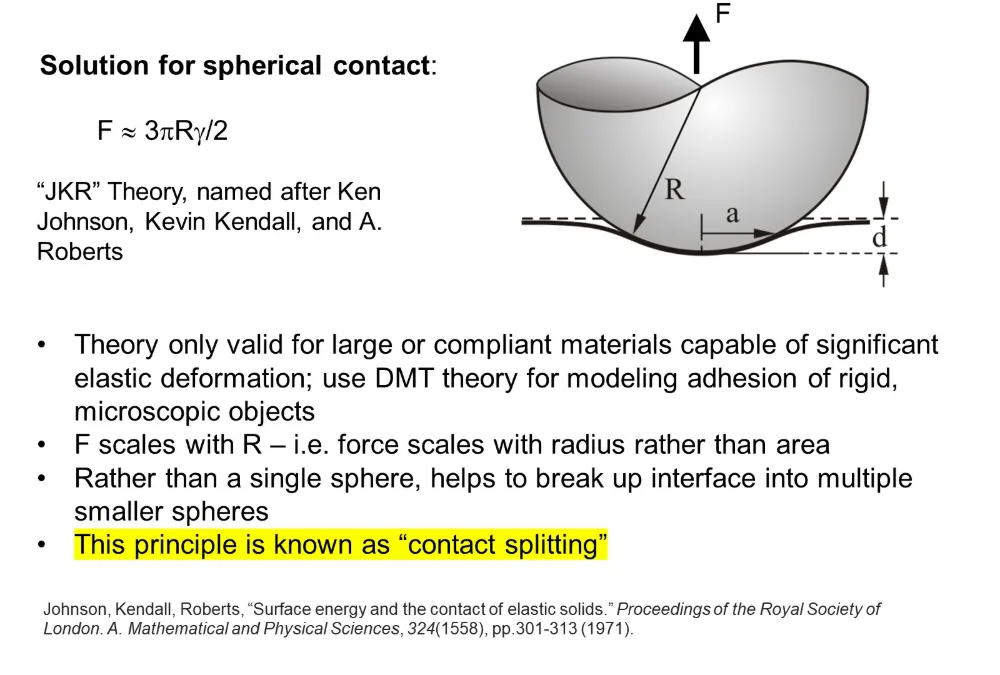 F
Solution for spherical contact:
F ≈ 3πRγ/2
“JKR” Theory, named after Ken
Johnson, Kevin Kendall, and A.
Roberts
R
a
d
• Theory only valid for large or compliant materials capable of significant
elastic deformation; use DMT theory for modeling adhesion of rigid,
microscopic objects
• F scales with R – i.e. force scales with radius rather than area
• Rather than a single sphere, helps to break up interface into multiple
smaller spheres
• This principle is known as “contact splitting”
Johnson, Kendall, Roberts, “Surface energy and the contact of elastic solids.” Proceedings of the Royal Society of
London. A. Mathematical and Physical Sciences, 324(1558), pp.301-313 (1971).